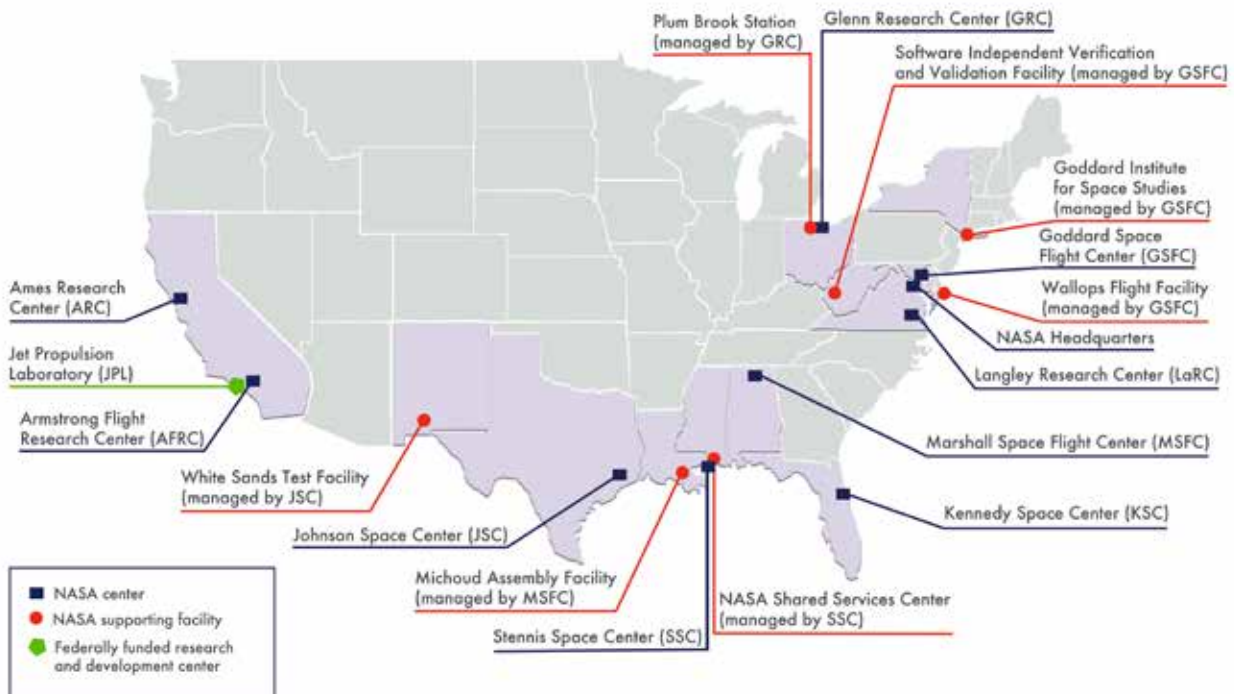 Plum Brook Station
(managed by GRC)
Glenn Research Center (GRC)
Software Independent Verification
and Validation Facility (managed by GSFC)
Goddard Institute
for Space Studies
(managed by GSFC)
Goddard Space
Flight Center (GSFC)
Wallops Flight Facility
(managed by GSFC)
NASA Headquarters
Langley Research Center (LaRC)
Marshall Space Flight Center (MSFC)
Kennedy Space Center (KSC)
Ames Research
Center (ARC)
Jet Propulsion
Laboratory (JPL)
Armstrong Flight
Research Center (AFRC)
White Sands Test Facility
(managed by JSC)
Johnson Space Center (JSC)
Michoud Assembly Facility
(managed by MSFC)
Stennis Space Center (SSC)
NASA Shared Services Center
(managed by SSC)
NASA center
NASA supporting facility
Federally funded research
and development center